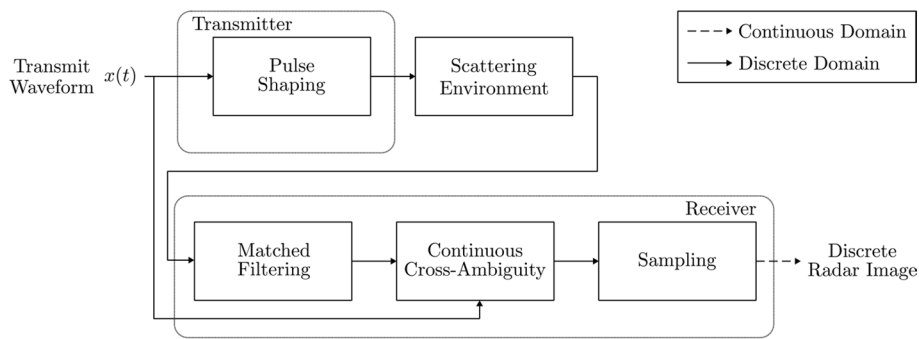 Transmitter
Transmit
Waveform x(t)
Pulse
Shaping
Scattering
Environment
Continuous Domain
Discrete Domain
Receiver
Matched
Filtering
Continuous
Cross-Ambiguity
Sampling
Discrete
Radar Image